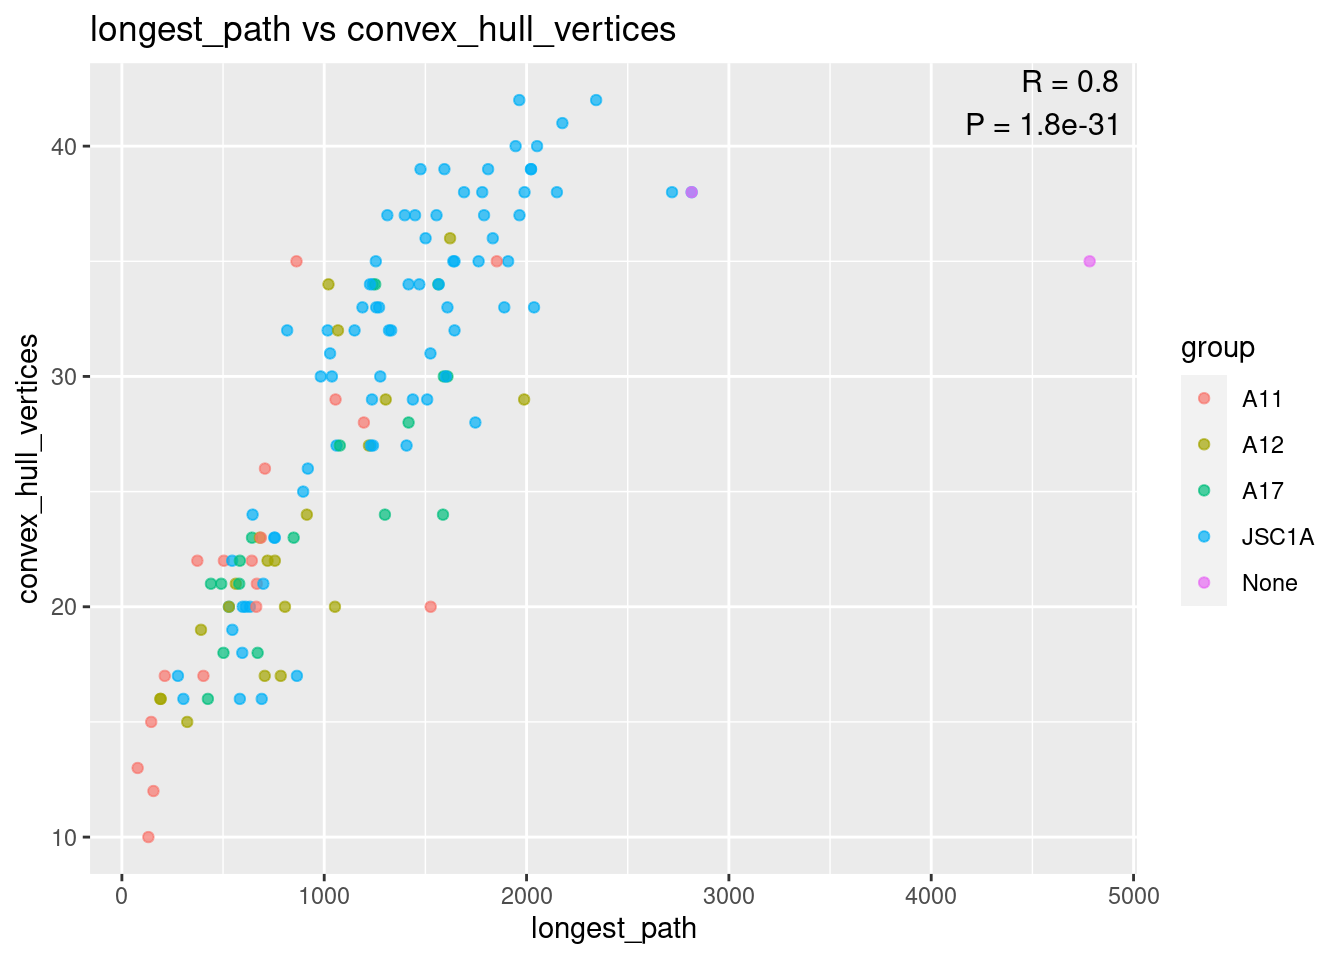 longest_path vs convex_hull_vertices
R = 0.8
P = 1.8e-31
40
30
20
10
convex_hull_vertices
0 1000 2000 3000 4000 5000
longest_path
group
A11
A12
A17
JSC1A
None